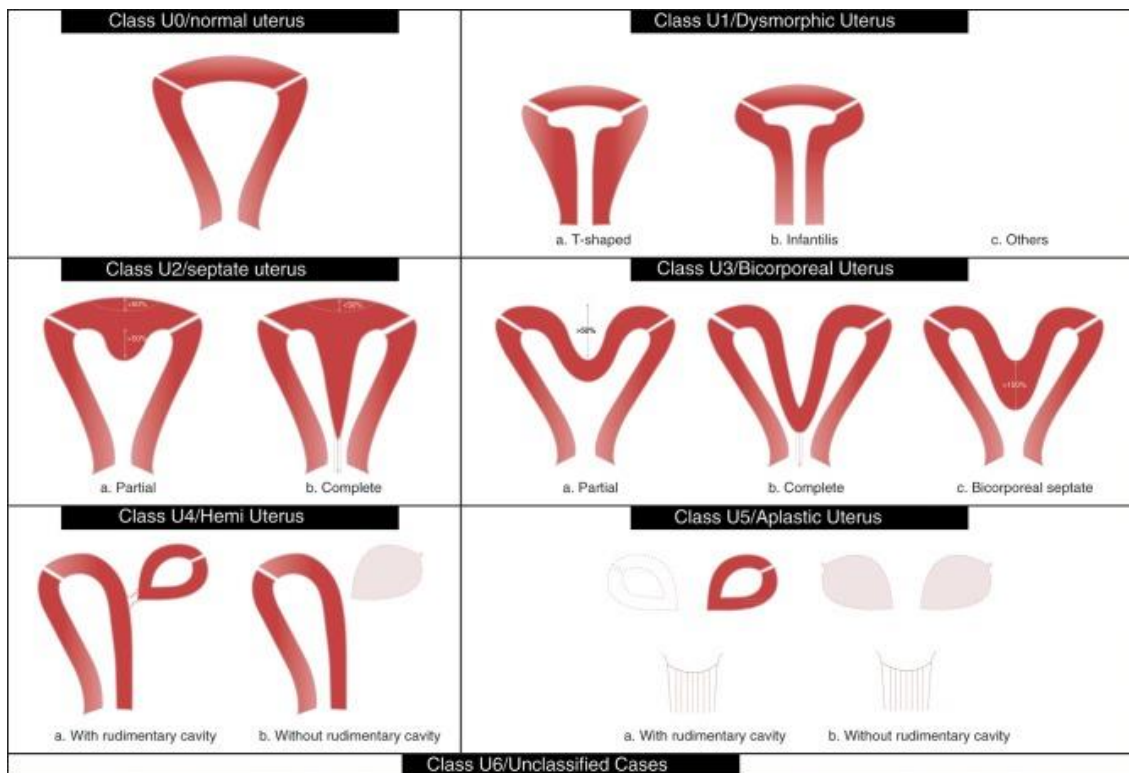 Class U0/normal uterus
Class U1/Dysmorphic Uterus
a. T-shaped
b. Infantilis
c. Others
Class U2/septate uterus
a. Partial
b. Complete
Class U3/Bicorporeal Uterus
>50%
a. Partial
b. Complete
c. Bicorporeal septate
Class U4/Hemi Uterus
a. With rudimentary cavity
b. Without rudimentary cavity
Class U5/Aplastic Uterus
a. With rudimentary cavity
b. Without rudimentary cavity
Class U6/Unclassified Cases